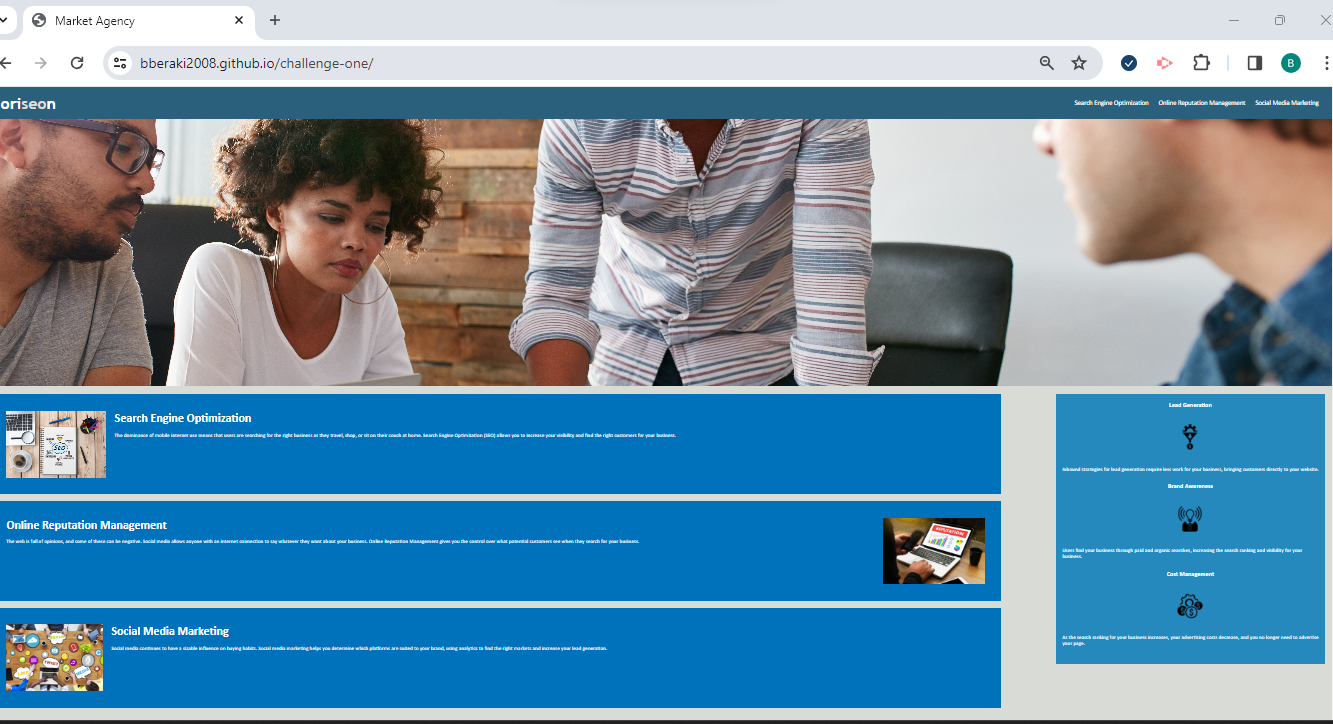 Market Agency
bberaki2008.github.io/challenge-one/
B
oriseon
Search Engine Optimization Online Reputation Management Social Media Marketing
Search Engine Optimization
The dominance of mobile internet use means that users are searching for the right business as they travel, shop, or sit on their couch at home. Search Engine Optimization (SEO) allows you to increase your visibility and find the right customers for your business.
SEO
Online Reputation Management
The web is full of opinions, and some of these can be negative. Social media allows anyone with an internet connection to say whatever they want about your business. Online Reputation Management gives you the control over what potential customers see when they search for your business.
REPUTATION
Social Media Marketing
Social media continues to have a sizable influence on buying habits. Social media marketing helps you determine which platforms are suited to your brand, using analytics to find the right markets and increase your lead generation.
Lead Generation
Inbound strategies for lead generation require less work for your business, bringing customers directly to your website.
Brand Awareness
Users find your business through paid and organic searches, increasing the search ranking and visibility for your
business.
Cost Management
As the search ranking for your business increases, your advertising costs decrease, and you no longer need to advertise
your page.